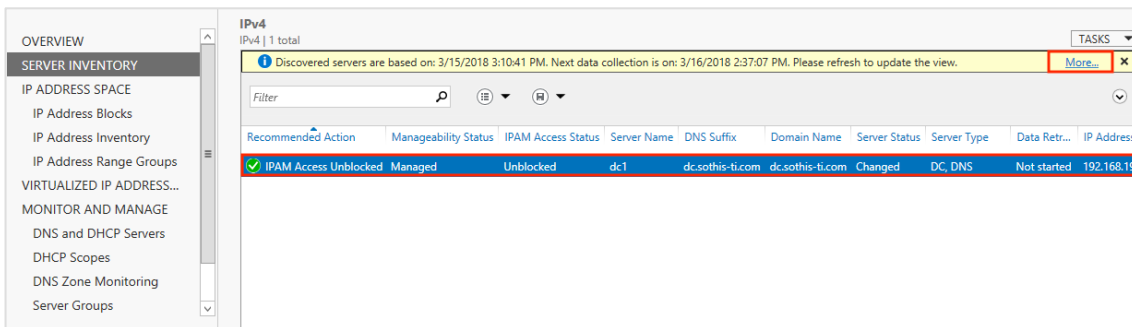 OVERVIEW
SERVER INVENTORY
IP ADDRESS SPACE
IP Address Blocks
IP Address Inventory
IP Address Range Groups
VIRTUALIZED IP ADDRESS...
MONITOR AND MANAGE
DNS and DHCP Servers
DHCP Scopes
DNS Zone Monitoring
Server Groups
IPv4
IPv4 | 1 total
TASKS
Discovered servers are based on: 3/15/2018 3:10:41 PM. Next data collection is on: 3/16/2018 2:37:07 PM. Please refresh to update the view. More...
Filter
Recommended Action Manageability Status IPAM Access Status Server Name DNS Suffix Domain Name Server Status Server Type Data Retr... IP Address
IPAM Access Unblocked Managed Unblocked dc1 dc.sothis-ti.com dc.sothis-ti.com Changed DC, DNS Not started 192.168.19